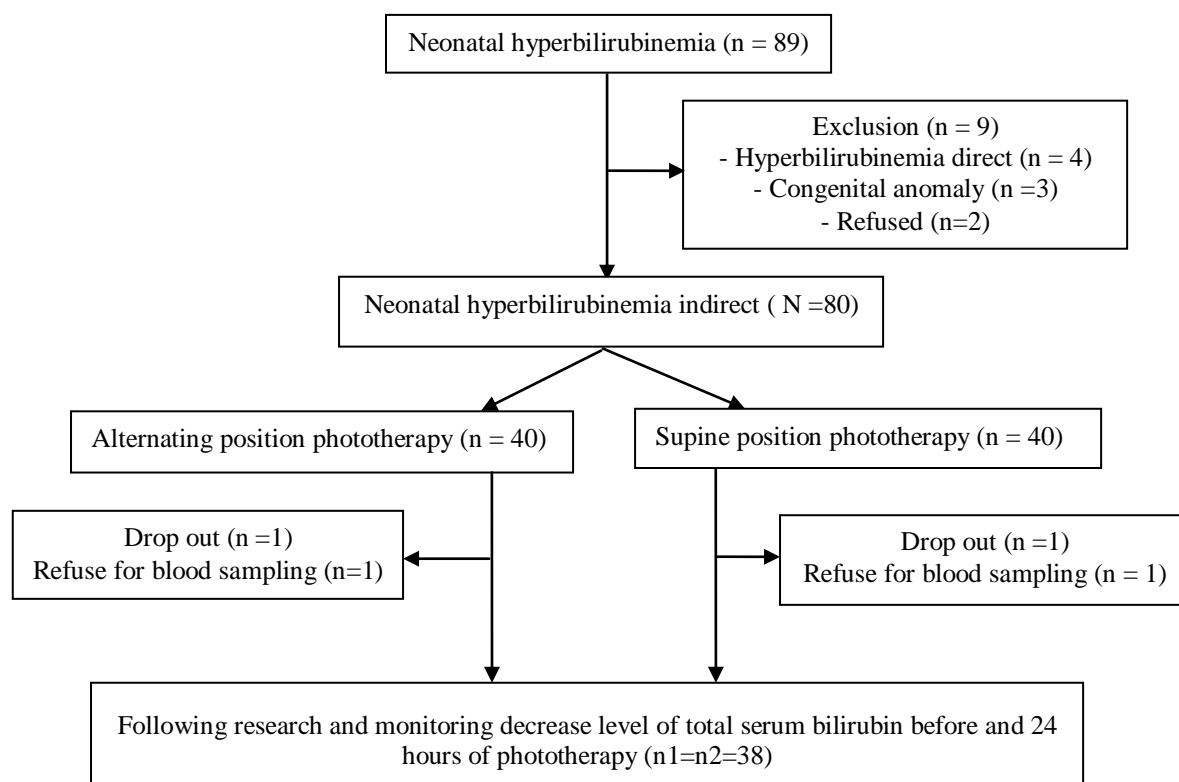 Neonatal hyperbilirubinemia (n = 89)
Exclusion (n = 9)
- Hyperbilirubinemia direct (n = 4)
- Congenital anomaly (n =3)
- Refused (n=2)
Neonatal hyperbilirubinemia indirect ( N =80)
Alternating position phototherapy (n = 40)
Supine position phototherapy (n = 40)
Drop out (n =1)
Refuse for blood sampling (n=1)
Drop out (n =1)
Refuse for blood sampling (n = 1)
Following research and monitoring decrease level of total serum bilirubin before and 24
hours of phototherapy (n1=n2=38)